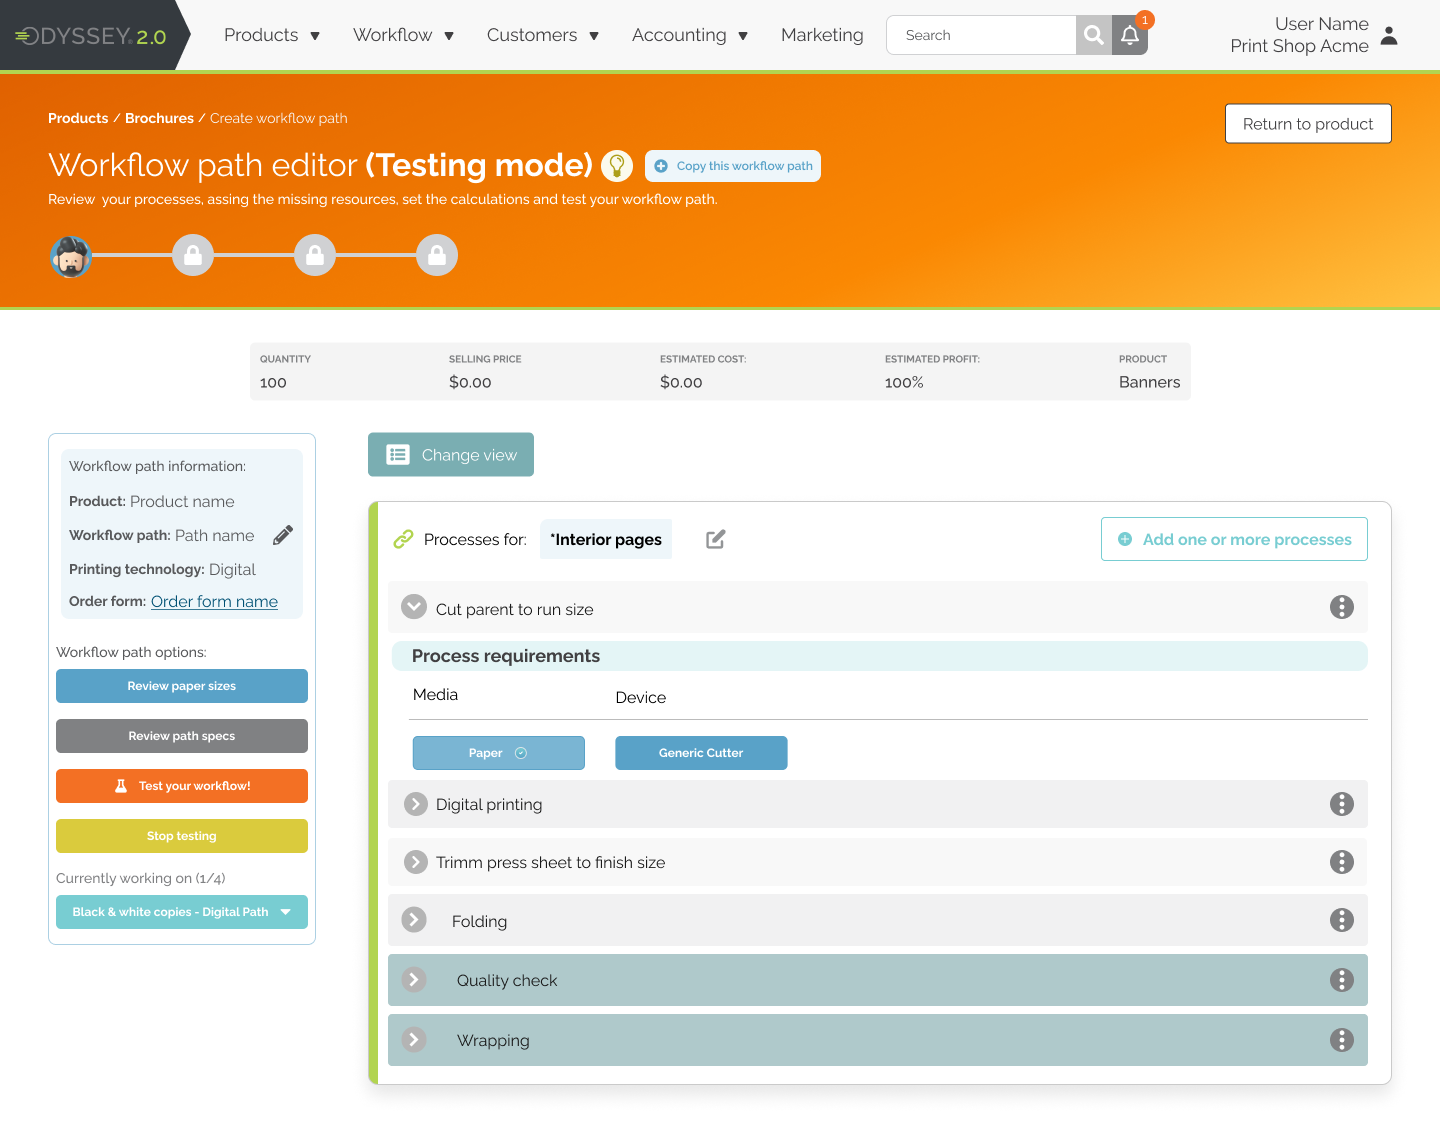 ODYSSEY® 2.0
Products ▼ Workflow ▼ Customers ▼ Accounting ▼ Marketing
Search
1
User Name
Print Shop Acme
Products / Brochures / Create workflow path
Return to product
Workflow path editor (Testing mode)
Copy this workflow path
Review  your processes, assing the missing resources, set the calculations and test your workflow path.
QUANTITY SELLING PRICE ESTIMATED COST: ESTIMATED PROFIT: PRODUCT
100 $0.00 $0.00 100% Banners
Workflow path information:
Product: Product name
Workflow path: Path name
Printing technology: Digital
Order form: Order form name
Workflow path options:
Review paper sizes
Review path specs
Test your workflow!
Stop testing
Currently working on (1/4)
Black & white copies - Digital Path
Change view
Processes for: *Interior pages
Add one or more processes
Cut parent to run size
Process requirements
Media Device
Paper Generic Cutter
Digital printing
Trimm press sheet to finish size
Folding
Quality check
Wrapping